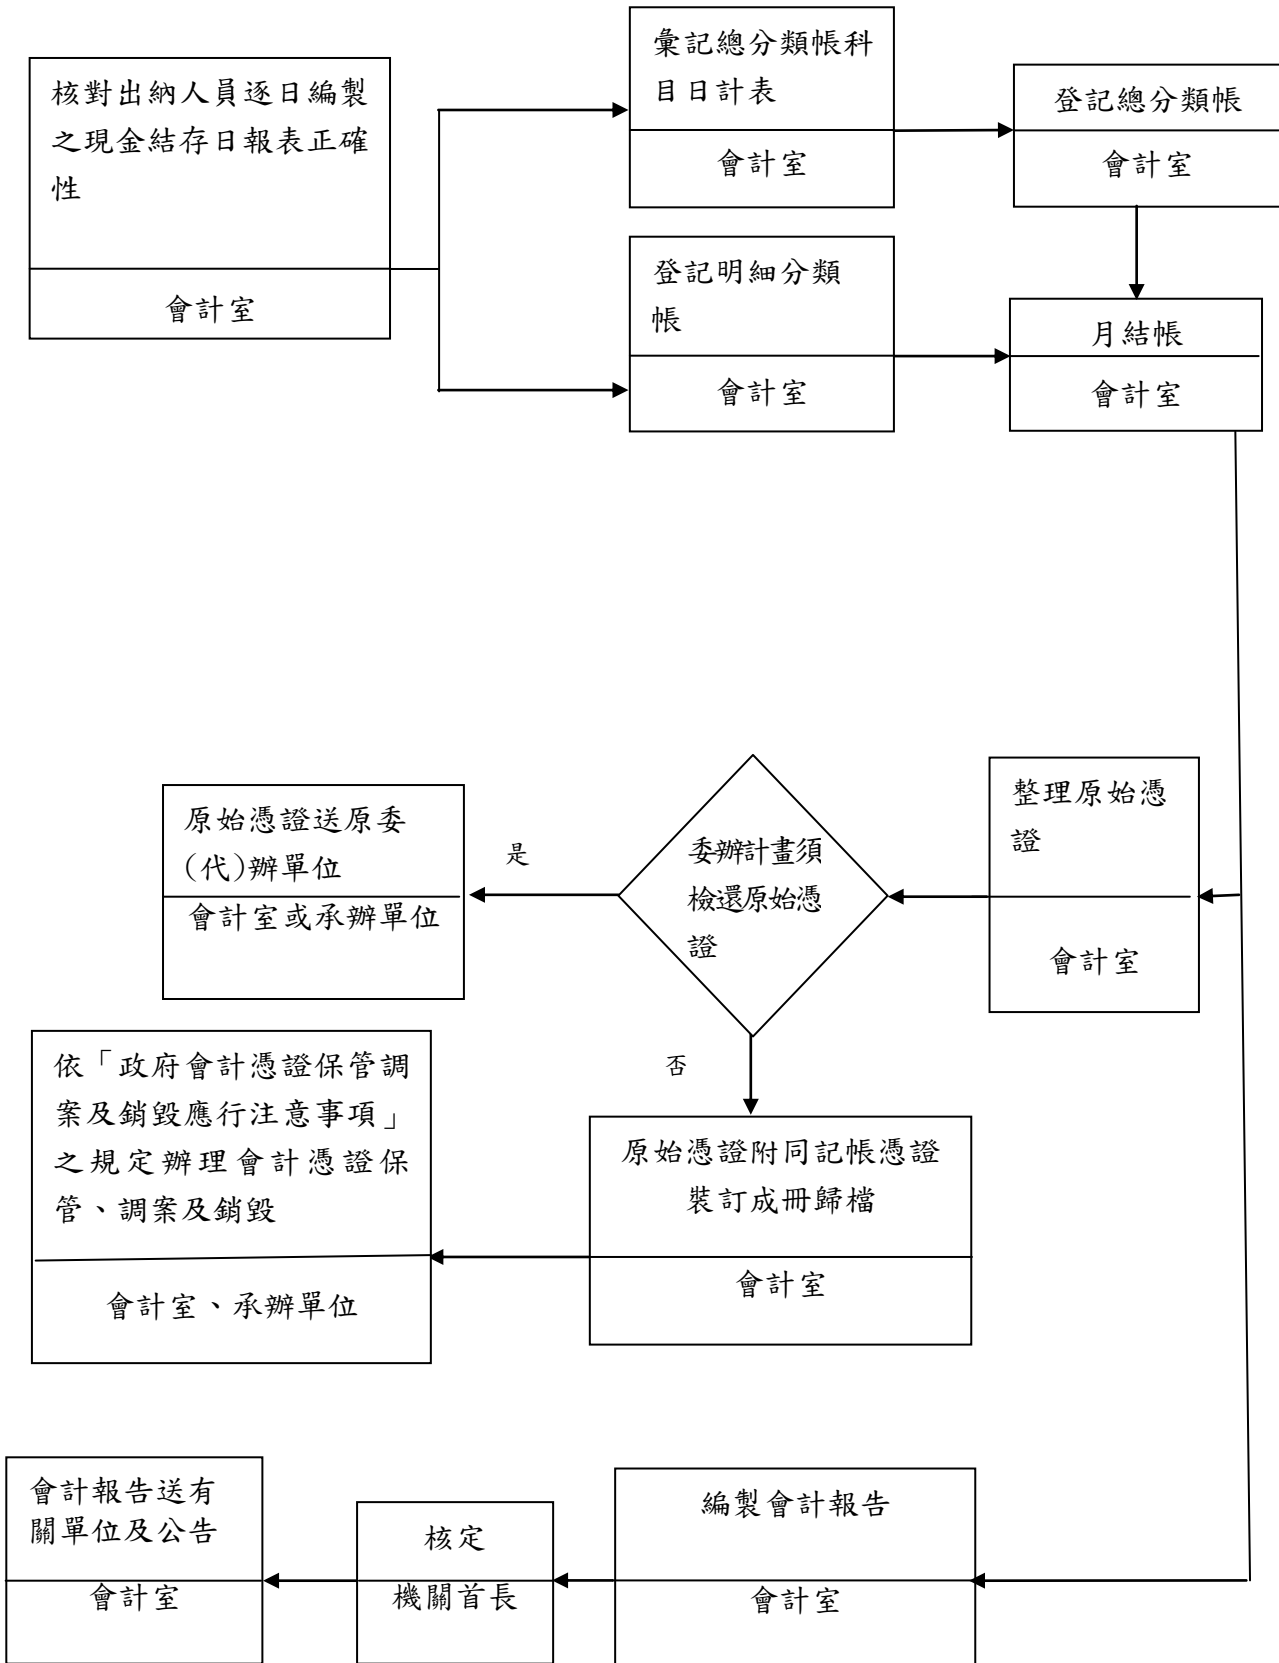 核對出納人員逐日編製
之現金結存日報表正確
性
會計室
彙記總分類帳科
目日計表
會計室
登記總分類帳
會計室
登記明細分類
帳
會計室
月結帳
會計室
整理原始憑
證
會計室
委辦計畫須
檢還原始憑
證
是
原始憑證送原委
(代)辦單位
會計室或承辦單位
否
原始憑證附同記帳憑證
裝訂成冊歸檔
會計室
依「政府會計憑證保管調
案及銷毀應行注意事項」
之規定辦理會計憑證保
管、調案及銷毀
會計室、承辦單位
編製會計報告
會計室
核定
機關首長
會計報告送有
關單位及公告
會計室